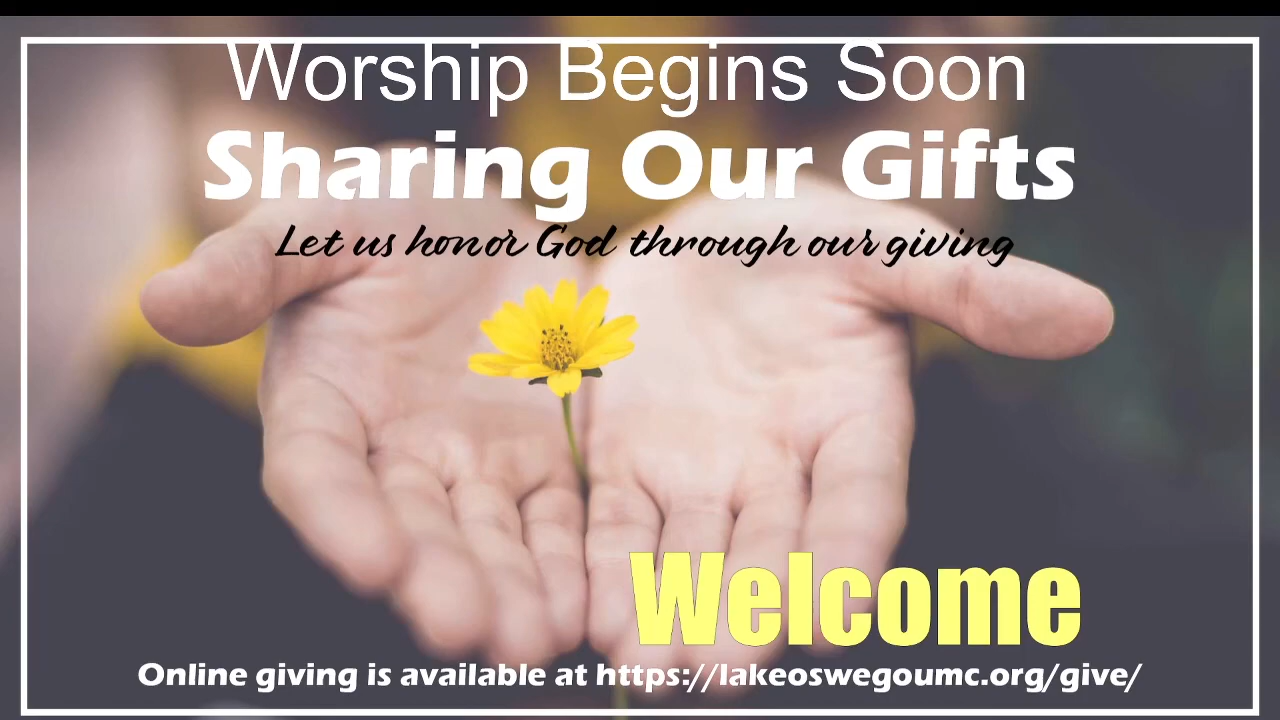 Worship Begins Soon
Sharing Our Gifts
Let us honor God through our giving
Welcome
Online giving is available at https://lakeoswegoumc.org/give/